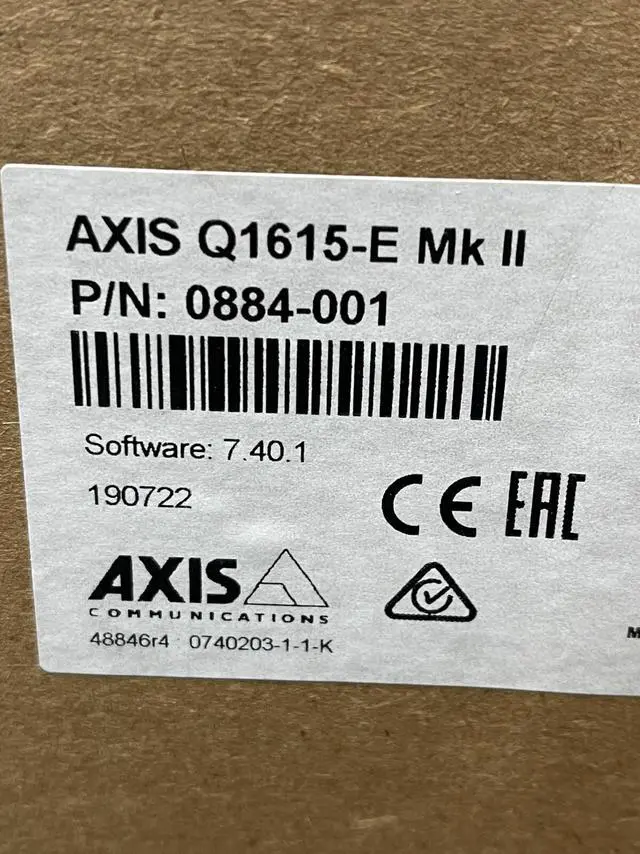 AXIS Q1615-E Mk II
P/N: 0884-001
Software: 7.40.1
190722
CE EAC
AXIS
COMMUNICATIONS
48846r4 0740203-1-1-K
M